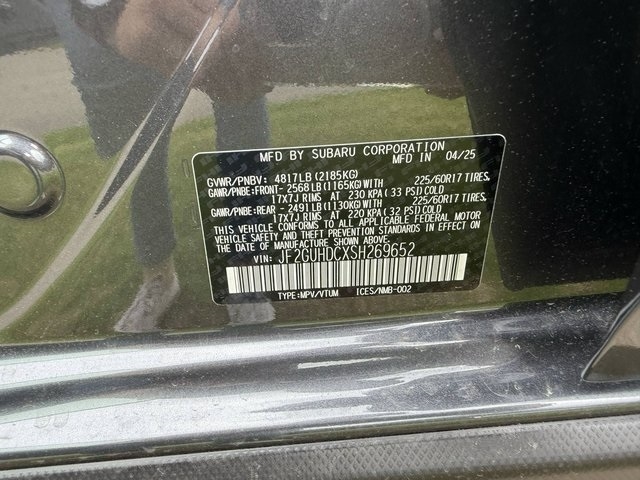 MFD. BY SUBARU CORPORATION
MFD IN 04/25
GVWR/PNBV: 4817LB (2185KG)
GAWR/PNBE:FRONT- 2568LB(1165KG)WITH 225/60R17 TIRES.
17X7J RIMS AT 230 KPA ( 33 PSI) COLD
GAWR/PNBE:REAR - 2491LB(1130KG)WITH 225/60R17 TIRES.
17X7J RIMS AT 220 KPA (32 PSI)COLD
THIS VEHICLE CONFORMS TO ALL APPLICABLE FEDERAL MOTOR
VEHICLE SAFETY AND THEFT PREVENTION STANDARDS IN EFFECT
ON THE DATE OF MANUFACTURE SHOWN ABOVE.
VIN: JF2GUHDCXSH269652
TYPE:MPV/VTUM ICES/NMB-002